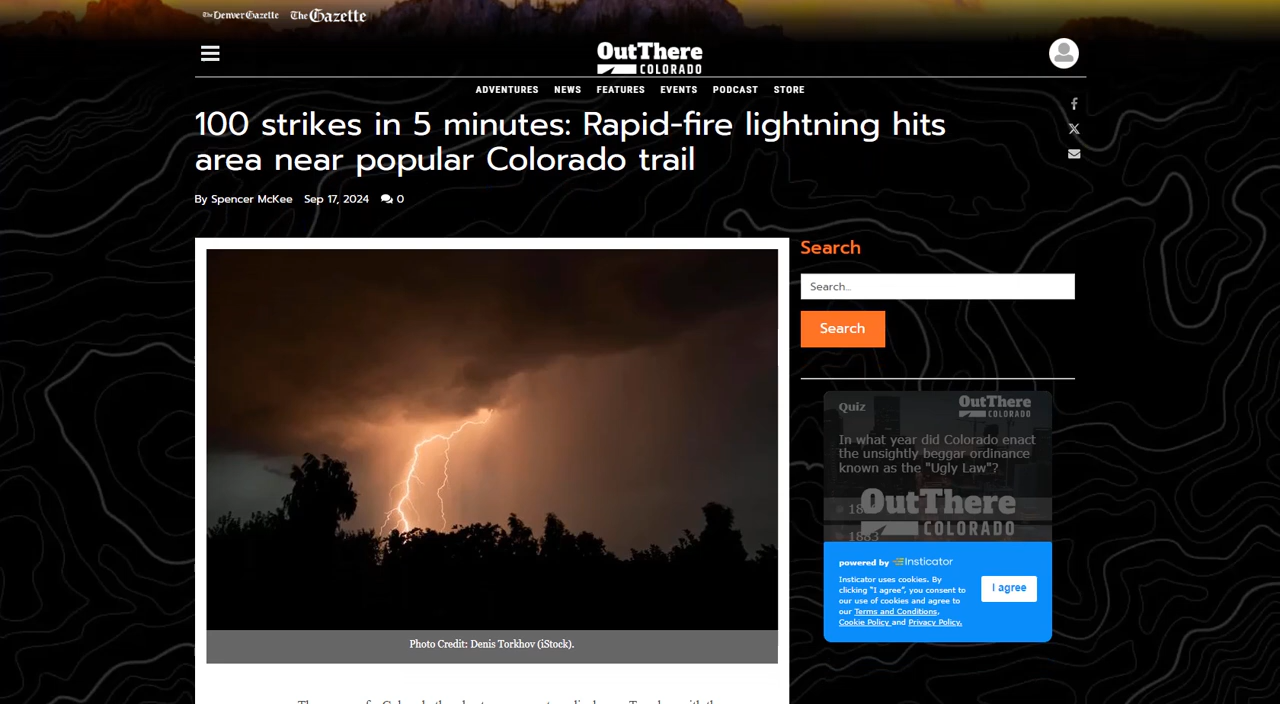 The Denver Gazette The Gazette
OutThere
COLORADO
ADVENTURES NEWS FEATURES EVENTS PODCAST STORE
100 strikes in 5 minutes: Rapid-fire lightning hits
area near popular Colorado trail
By Spencer McKee Sep 17, 2024 0
Search
Search...
Search
Photo Credit: Denis Torkhov (iStock).
Quiz
OutThere
COLORADO
In what year did Colorado enact
the unsightly beggar ordinance
known as the "Ugly Law"?
OutThere
COLORADO
1883
powered by Insticator
Insticator uses cookies. By
clicking "I agree", you consent to
our use of cookies and agree to
our Terms and Conditions,
Cookie Policy and Privacy Policy.
I agree